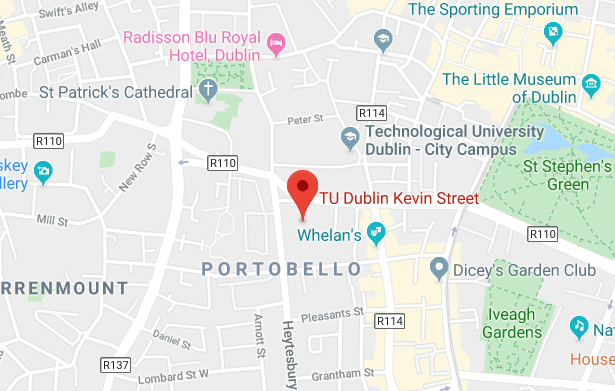 Swift's Alley
The Sporting Emporium
Meath St
Carman's Hall
Radisson Blu Royal
Hotel, Dublin
The Little Museum
of Dublin
St Patrick's Cathedral
ombe
R114
Peter St
R110
Technological University
Dublin - City Campus
New Row S
R110
skey
llery
St Stephen's
Green
TU Dublin Kevin Street
Mill St
Whelan's
R110
PORTOBELLO
Dicey's Garden Club
RRENMOUNT
Iveagh
Gardens
Pleasants St
R114
Nat
House
Daniel St
Arnott St
Heytesbury
R137
Lombard St W
Grantham St